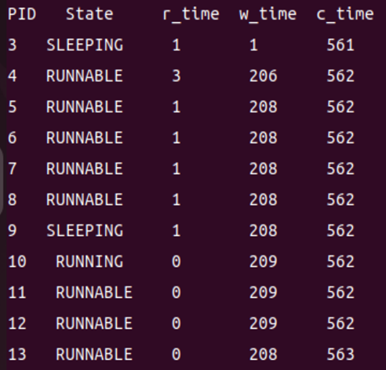 PID State r_time w_time c_time
3 SLEEPING 1 1 561
4 RUNNABLE 3 206 562
5 RUNNABLE 1 208 562
6 RUNNABLE 1 208 562
7 RUNNABLE 1 208 562
8 RUNNABLE 1 208 562
9 SLEEPING 1 208 562
10 RUNNING 0 209 562
11 RUNNABLE 0 209 562
12 RUNNABLE 0 209 562
13 RUNNABLE 0 208 563